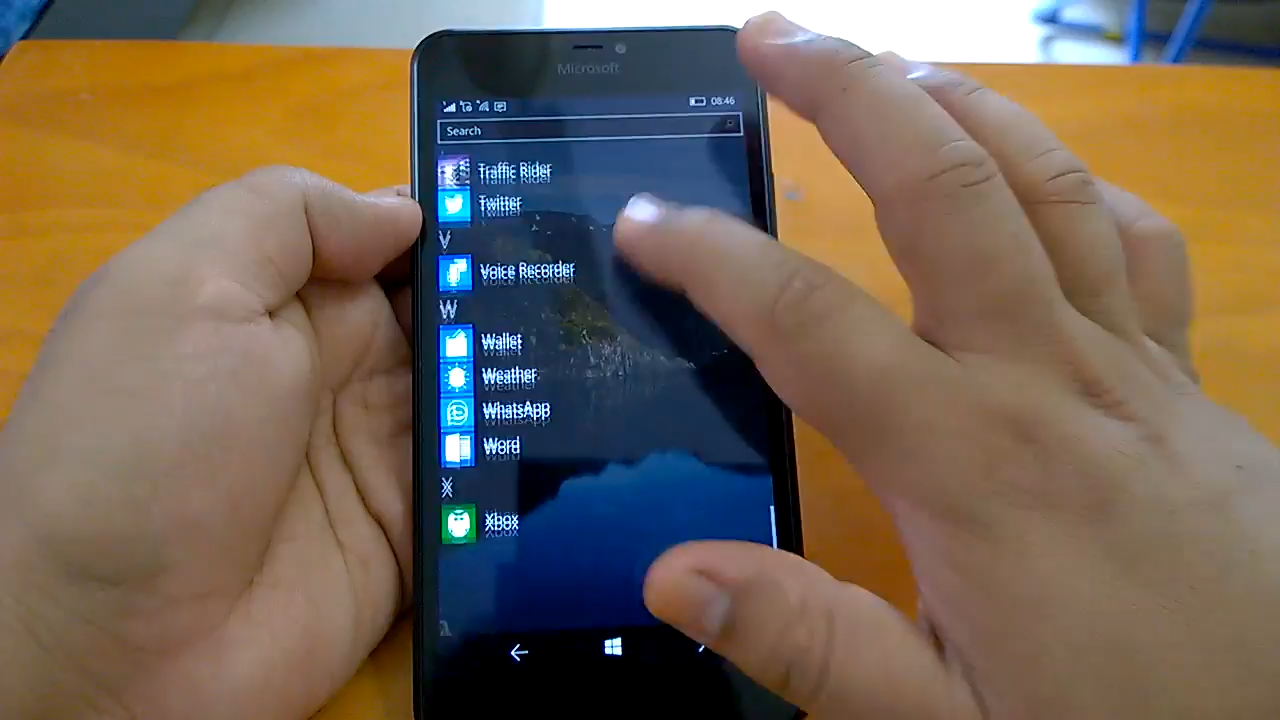 Microsoft
08:46
Search
Traffic Rider
Twitter
V
Voice Recorder
W
Wallet
Weather
WhatsApp
Word
X
Xbox